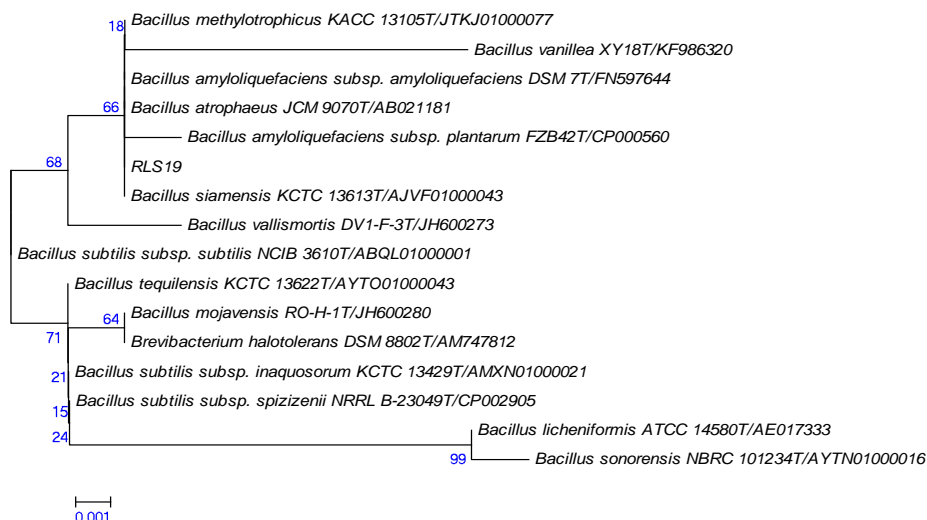 Bacillus methylotrophicus KACC 13105T/JTKJ01000077
18
Bacillus vanillea XY18T/KF986320
Bacillus amyloliquefaciens subsp. amyloliquefaciens DSM 7T/FN597644
66
Bacillus atrophaeus JCM 9070T/AB021181
Bacillus amyloliquefaciens subsp. plantarum FZB42T/CP000560
68
RLS19
Bacillus siamensis KCTC 13613T/AJVF01000043
Bacillus vallismortis DV1-F-3T/JH600273
Bacillus subtilis subsp. subtilis NCIB 3610T/ABQL01000001
Bacillus tequilensis KCTC 13622T/AYTO01000043
64
Bacillus mojavensis RO-H-1T/JH600280
71
Brevibacterium halotolerans DSM 8802T/AM747812
21
Bacillus subtilis subsp. inaquosorum KCTC 13429T/AMXN01000021
Bacillus subtilis subsp. spizizenii NRRL B-23049T/CP002905
15
24
Bacillus licheniformis ATCC 14580T/AE017333
99
Bacillus sonorensis NBRC 101234T/AYTN01000016
0.001